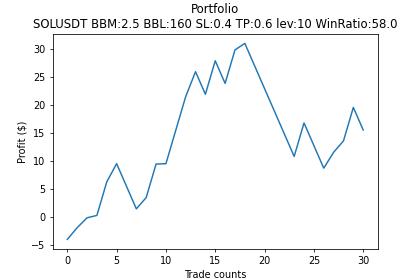 Portfolio
SOLUSDT BBM:2.5 BBL:160 SL:0.4 TP:0.6 lev:10 WinRatio:58.0
30
25
20
15
10
5
0
−5
Profit ($)
0 5 10 15 20 25 30
Trade counts